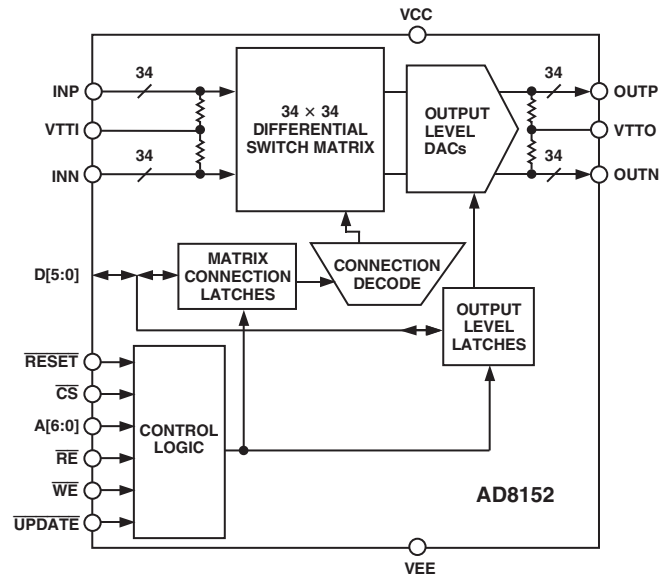 VCC
INP
34
34
OUTP
34 × 34
DIFFERENTIAL
SWITCH MATRIX
OUTPUT
LEVEL
DACs
VTTI
VTTO
INN
34
34
OUTN
D[5:0]
MATRIX
CONNECTION
LATCHES
CONNECTION
DECODE
OUTPUT
LEVEL
LATCHES
RESET
CS
A[6:0]
RE
WE
UPDATE
CONTROL
LOGIC
AD8152
VEE